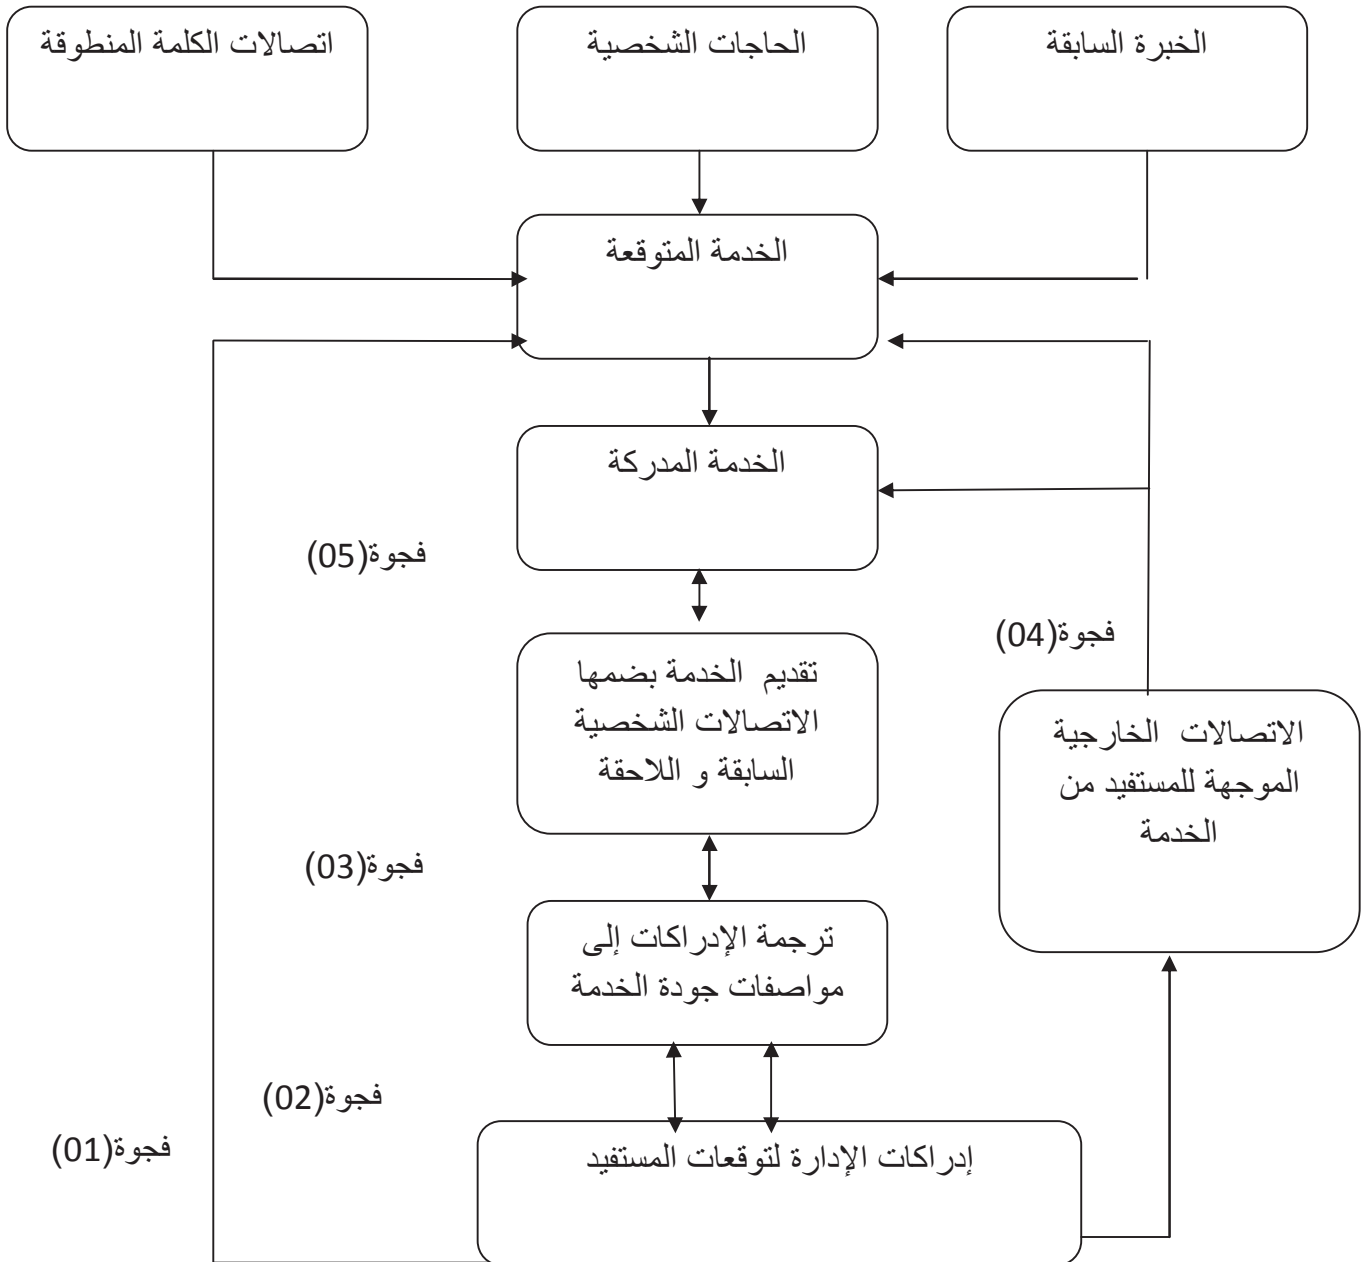 الخبرة السابقة
الحاجات الشخصية
اتصالات الكلمة المنطوقة
الخدمة المتوقعة
الخدمة المدركة
فجوة(05)
فجوة(04)
تقديم الخدمة بضمها
الاتصالات الشخصية
السابقة و اللاحقة
الاتصالات الخارجية
الموجهة للمستفيد من
الخدمة
فجوة(03)
ترجمة الإدراكات إلى
مواصفات جودة الخدمة
فجوة(02)
فجوة(01)
إدراكات الإدارة لتوقعات المستفيد